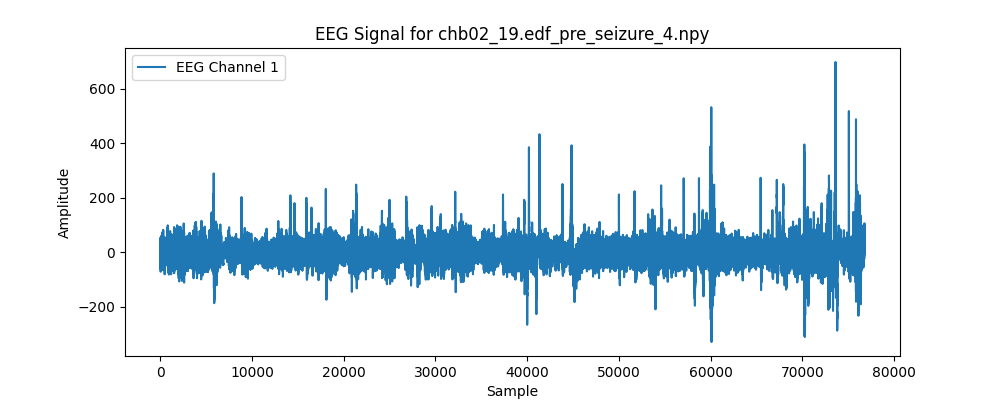 EEG Signal for chb02_19.edf_pre_seizure_4.npy
EEG Channel 1
600
400
200
0
−200
Amplitude
0 10000 20000 30000 40000 50000 60000 70000 80000
Sample